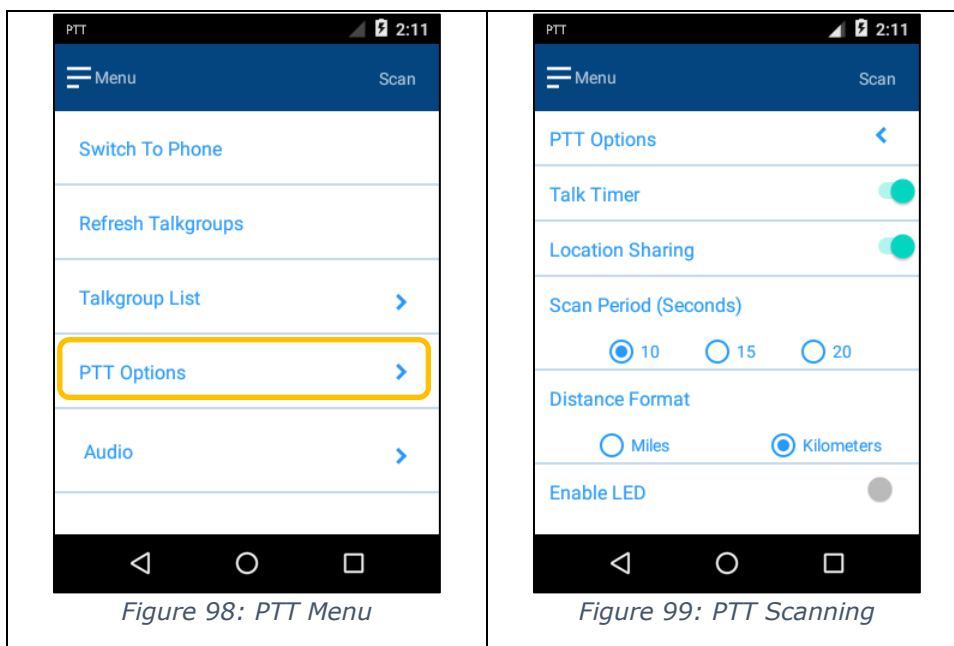 PTT 2:11
Menu Scan
Switch To Phone
Refresh Talkgroups
Talkgroup List
PTT Options
Audio
Figure 98: PTT Menu
PTT 2:11
Menu Scan
PTT Options
Talk Timer
Location Sharing
Scan Period (Seconds)
10 15 20
Distance Format
Miles Kilometers
Enable LED
Figure 99: PTT Scanning